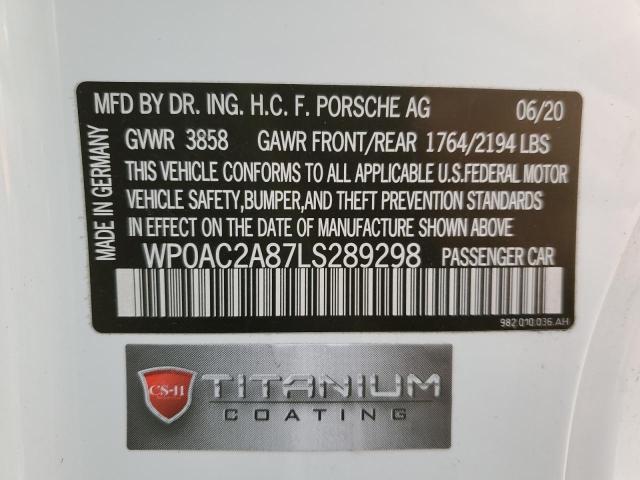 MFD BY DR. ING. H.C. F. PORSCHE AG 06/20
GVWR 3858 GAWR FRONT/REAR 1764/2194 LBS
THIS VEHICLE CONFORMS TO ALL APPLICABLE U.S.FEDERAL MOTOR
VEHICLE SAFETY,BUMPER,AND THEFT PREVENTION STANDARDS
IN EFFECT ON THE DATE OF MANUFACTURE SHOWN ABOVE
WP0AC2A87LS289298 PASSENGER CAR
982.010.036.AH
MADE IN GERMANY
CS-II TITANIUM
COATING